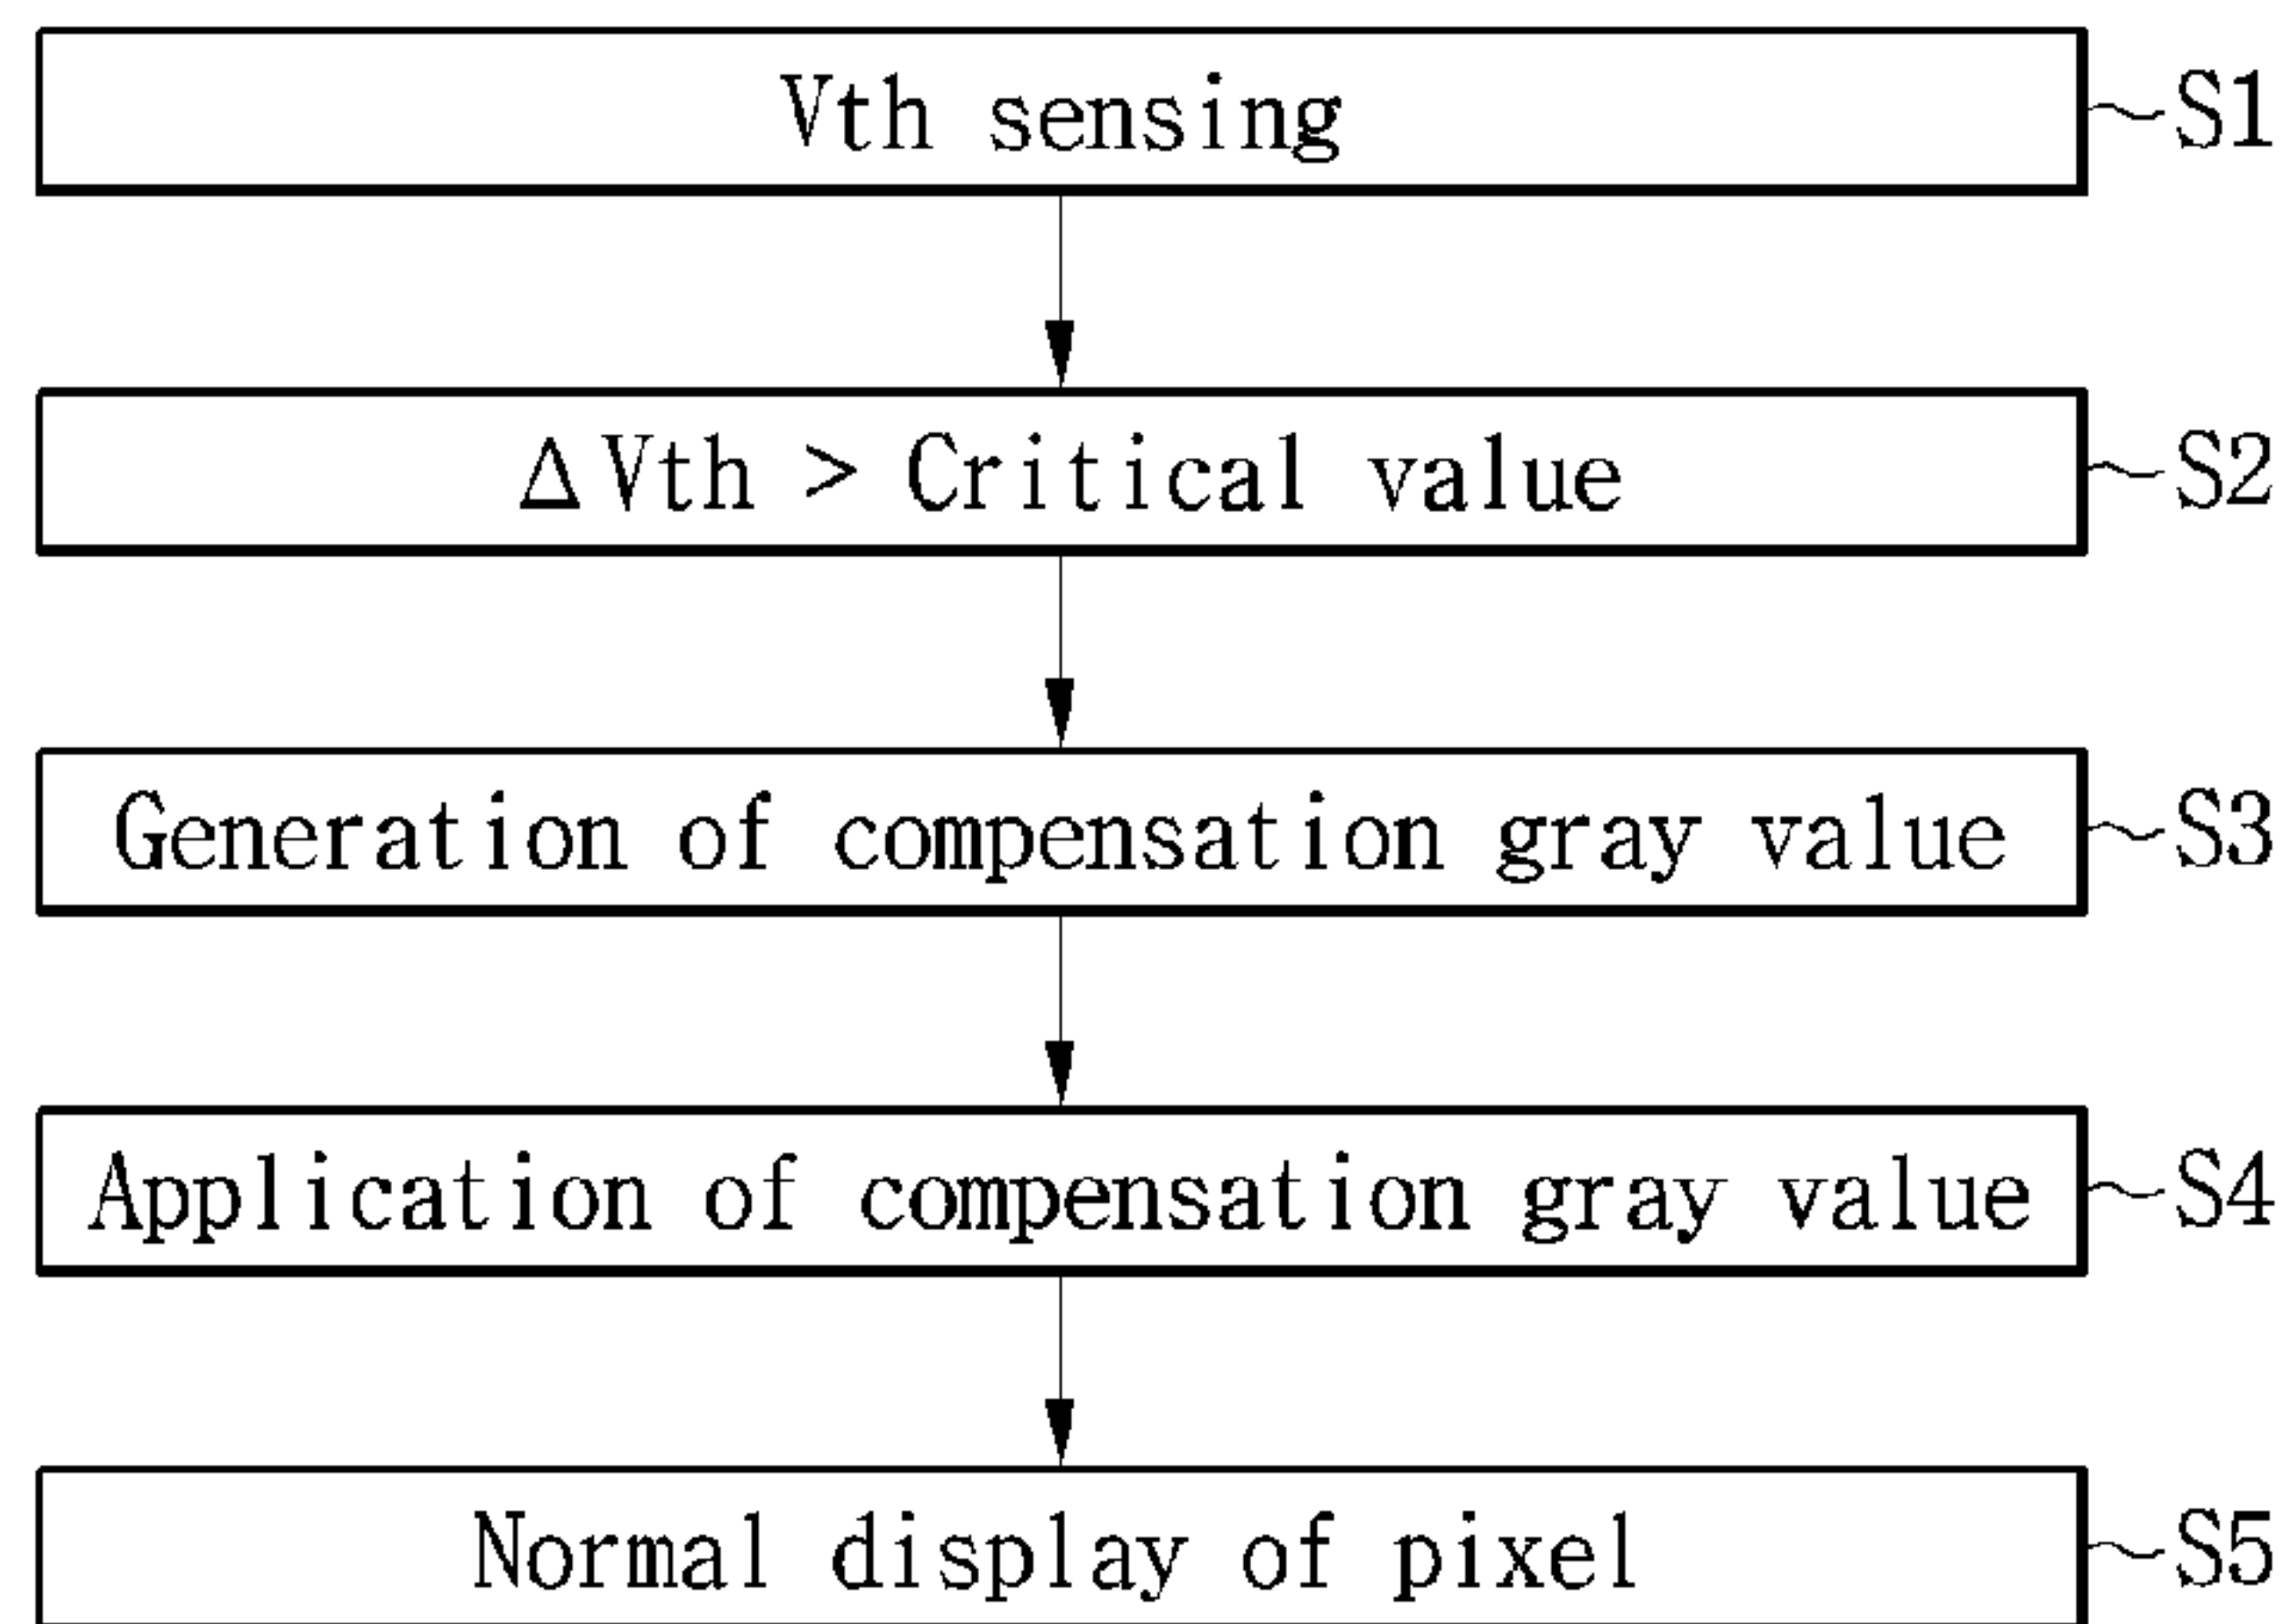 Vth sensing S1
ΔVth > Critical value S2
Generation of compensation gray value S3
Application of compensation gray value S4
Normal display of pixel S5